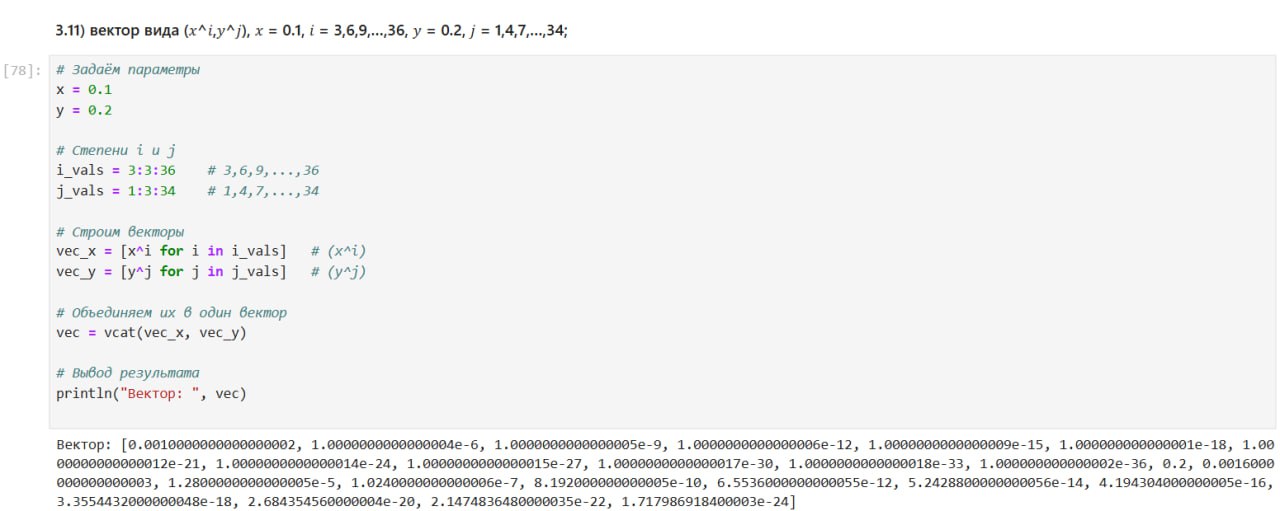 3.11) вектор вида (x^i,y^j), x = 0.1, i = 3,6,9,...,36, y = 0.2, j = 1,4,7,...,34;
[78]: # Задаём параметры
x = 0.1
y = 0.2
# Степени i и j
i_vals = 3:3:36    # 3,6,9,...,36
j_vals = 1:3:34    # 1,4,7,...,34
# Строим векторы
vec_x = [x^i for i in i_vals]   # (x^i)
vec_y = [y^j for j in j_vals]   # (y^j)
# Объединяем их в один вектор
vec = vcat(vec_x, vec_y)
# Вывод результата
println("Вектор: ", vec)
Вектор: [0.0010000000000000002, 1.0000000000000004e-6, 1.0000000000000005e-9, 1.0000000000000006e-12, 1.0000000000000009e-15, 1.000000000000001e-18, 1.00
00000000000012e-21, 1.0000000000000014e-24, 1.0000000000000015e-27, 1.0000000000000017e-30, 1.0000000000000018e-33, 1.000000000000002e-36, 0.2, 0.0016000
000000000003, 1.2800000000000005e-5, 1.0240000000000006e-7, 8.192000000000005e-10, 6.5536000000000055e-12, 5.2428800000000056e-14, 4.194304000000005e-16,
3.3554432000000048e-18, 2.684354560000004e-20, 2.1474836480000035e-22, 1.717986918400003e-24]